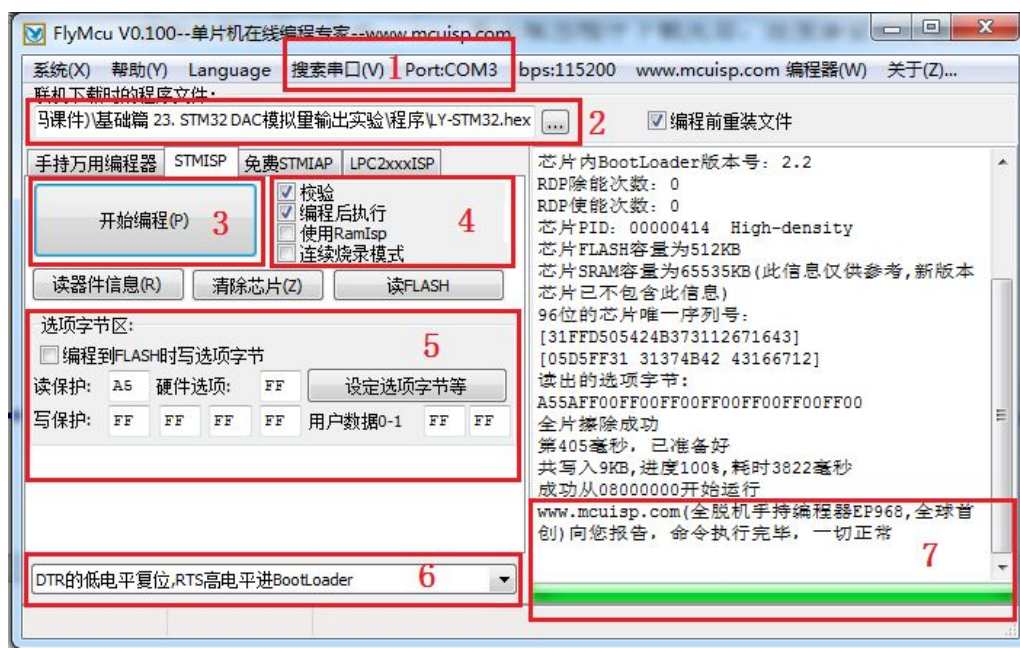 FlyMcu V0.100--单片机在线编程专家--www.mcuisp.com
系统(X) 帮助(Y) Language 搜索串口(V) Port:COM3 bps:115200 www.mcuisp.com 编程器(W) 关于(Z)...
1
联机下载时的程序文件:
马课件)\基础篇 23. STM32 DAC模拟量输出实验\程序\LY-STM32.hex ... 2
编程前重装文件
手持万用编程器 STMISP 免费STMIAP LPC2xxxISP
开始编程(P) 3
校验
编程后执行
使用RamIsp
连续烧录模式
4
读器件信息(R) 清除芯片(Z) 读FLASH
选项字节区:
编程到FLASH时写选项字节
5
读保护: A5 硬件选项: FF 设定选项字节等
写保护: FF FF FF FF 用户数据0-1 FF FF
DTR的低电平复位,RTS高电平进BootLoader 6
芯片内BootLoader版本号: 2.2
RDP除能次数: 0
RDP使能次数: 0
芯片PID: 00000414 High-density
芯片FLASH容量为512KB
芯片SRAM容量为65535KB(此信息仅供参考,新版本
芯片已不包含此信息)
96位的芯片唯一序列号:
[31FFD505424B373112671643]
[05D5FF31 31374B42 43166712]
读出的选项字节:
A55AFF00FF00FF00FF00FF00FF00FF00
全片擦除成功
第405毫秒, 已准备好
共写入9KB,进度100%,耗时3822毫秒
成功从08000000开始运行
www.mcuisp.com(全脱机手持编程器EP968,全球首
创)向您报告, 命令执行完毕, 一切正常
7